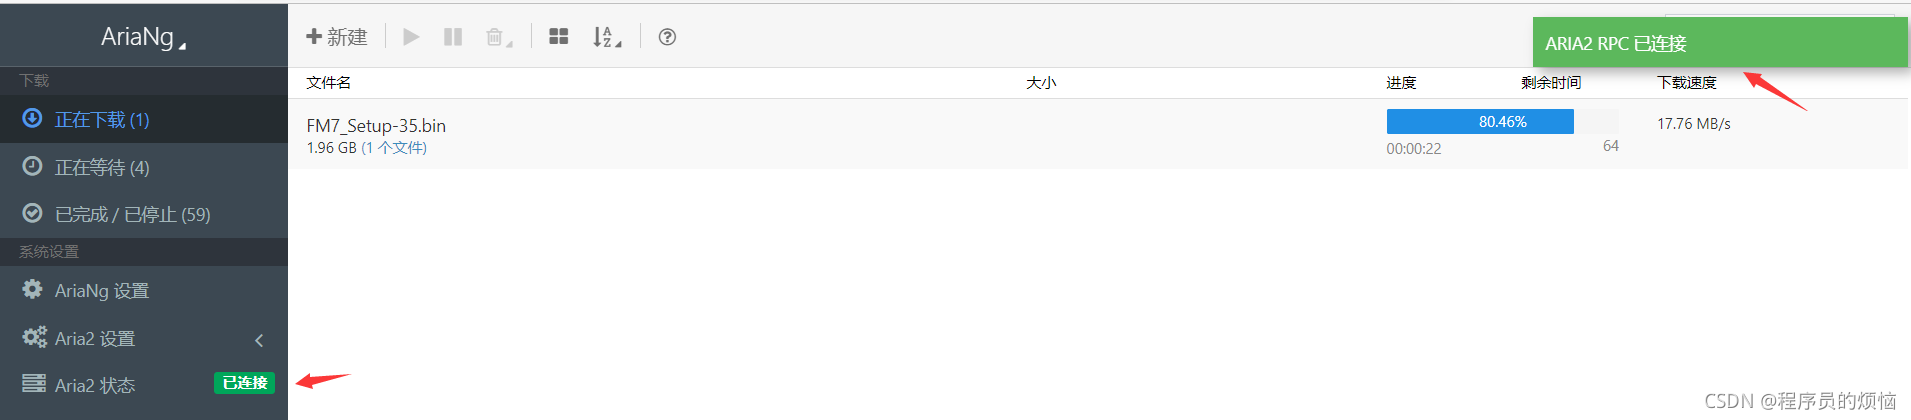 AriaNg
下载
正在下载 (1)
正在等待 (4)
已完成 / 已停止 (59)
系统设置
AriaNg 设置
Aria2 设置
Aria2 状态 已连接
新建
ARIA2 RPC 已连接
文件名 大小 进度 剩余时间 下载速度
FM7_Setup-35.bin 80.46% 17.76 MB/s
1.96 GB (1 个文件) 00:00:22 64
CSDN @程序员的烦恼